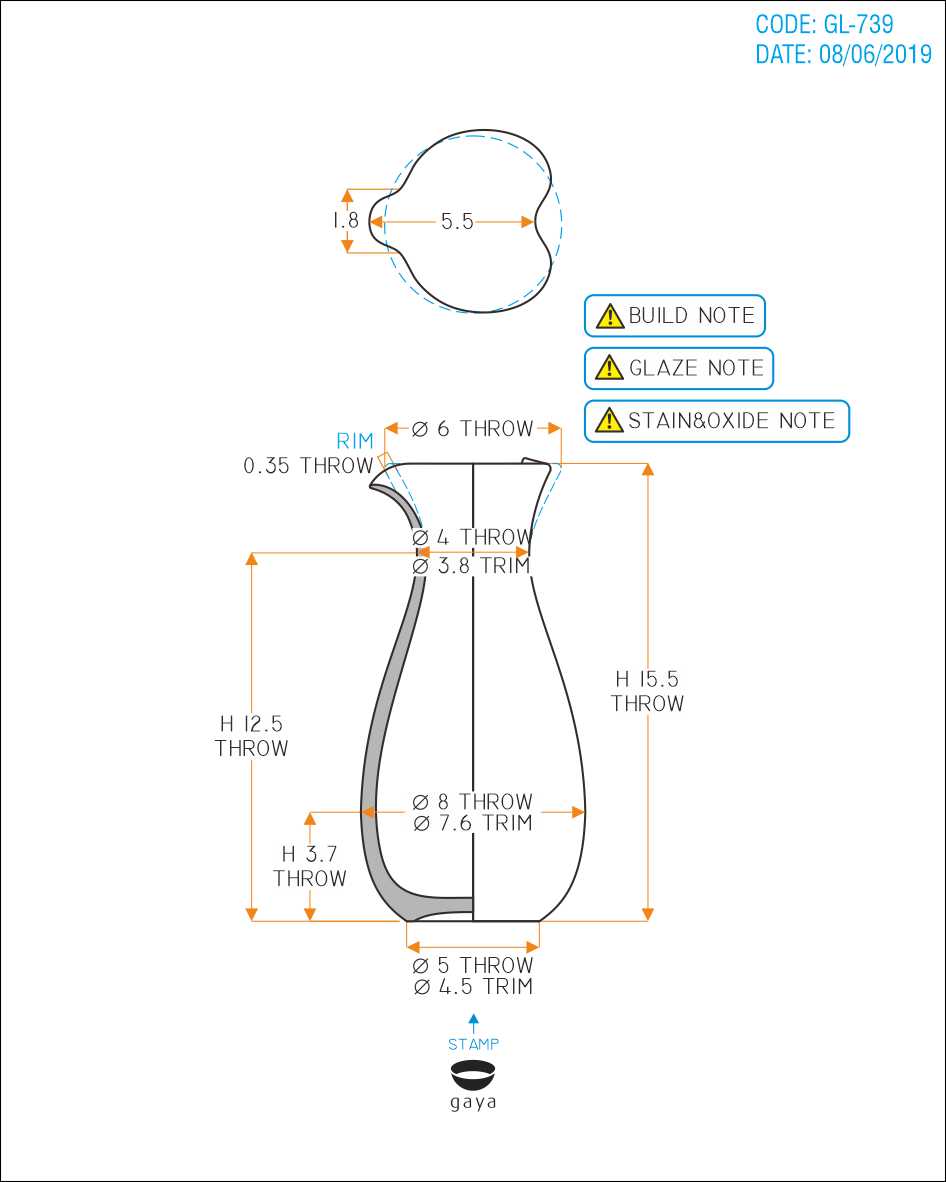 CODE: GL-739
DATE: 08/06/2019
1.8
5.5
BUILD NOTE
GLAZE NOTE
STAIN&OXIDE NOTE
Ø 6 THROW
RIM
0.35 THROW
Ø 4 THROW
Ø 3.8 TRIM
H 15.5
THROW
H 12.5
THROW
Ø 8 THROW
Ø 7.6 TRIM
H 3.7
THROW
Ø 5 THROW
Ø 4.5 TRIM
STAMP
gaya